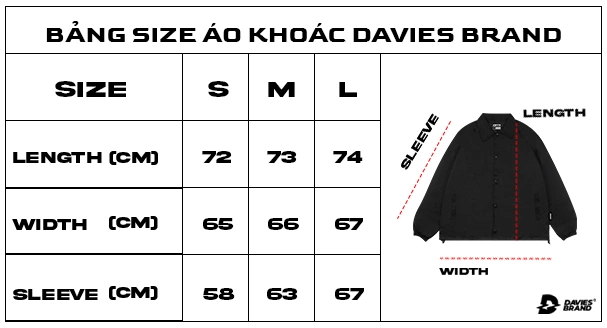 BẢNG SIZE ÁO KHOÁC DAVIES BRAND
SIZE S M L
LENGTH (CM) 72 73 74
WIDTH (CM) 65 66 67
SLEEVE (CM) 58 63 67
SLEEVE
LENGTH
WIDTH
DAVIES®
BRAND